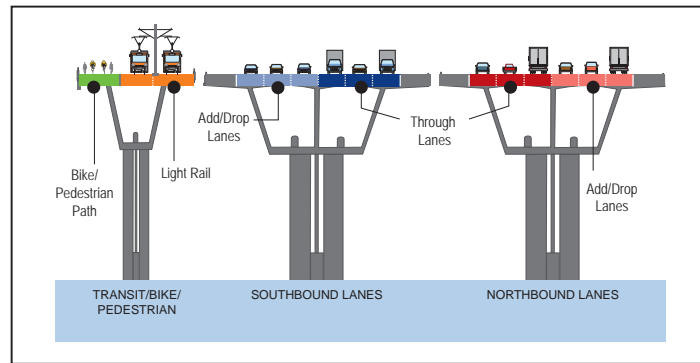 Add/Drop
Lanes
Through
Lanes
Bike/
Pedestrian
Path
Light Rail
Add/Drop
Lanes
TRANSIT/BIKE/
PEDESTRIAN
SOUTHBOUND LANES
NORTHBOUND LANES